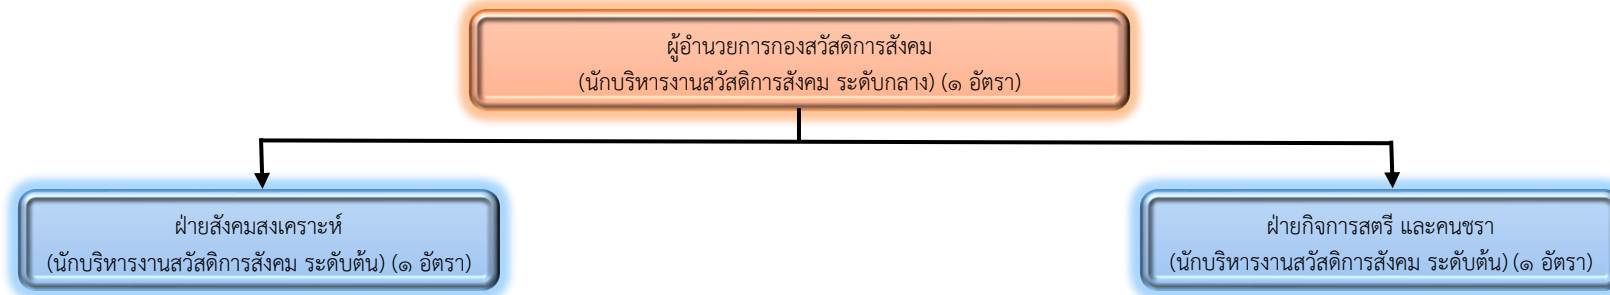 ผู้อำนวยการกองสวัสดิการสังคม
(นักบริหารงานสวัสดิการสังคม ระดับกลาง) (๑ อัตรา)
ฝ่ายสังคมสงเคราะห์
(นักบริหารงานสวัสดิการสังคม ระดับต้น) (๑ อัตรา)
ฝ่ายกิจการสตรี และคนชรา
(นักบริหารงานสวัสดิการสังคม ระดับต้น) (๑ อัตรา)